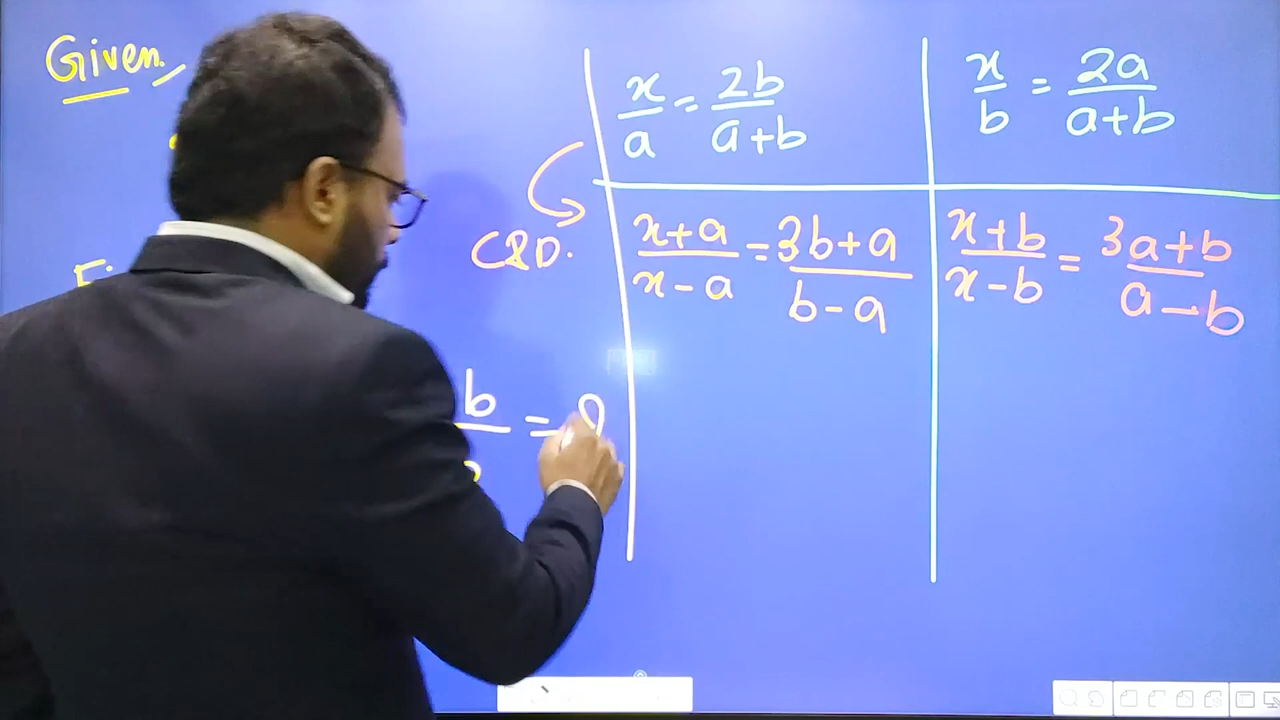 Given,
x/a = 2b/(a+b)
x/b = 2a/(a+b)
C&D.
(x+a)/(x-a) = (3b+a)/(b-a)
(x+b)/(x-b) = (3a+b)/(a-b)
b =